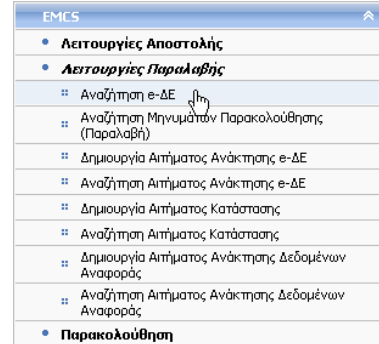 EMCS
Λειτουργίες Αποστολής
Λειτουργίες Παραλαβής
Αναζήτηση e-ΔΕ
Αναζήτηση Μηνυμάτων Παρακολούθησης
(Παραλαβή)
Δημιουργία Αιτήματος Ανάκτησης e-ΔΕ
Αναζήτηση Αιτήματος Ανάκτησης e-ΔΕ
Δημιουργία Αιτήματος Κατάστασης
Αναζήτηση Αιτήματος Κατάστασης
Δημιουργία Αιτήματος Ανάκτησης Δεδομένων
Αναφοράς
Αναζήτηση Αιτήματος Ανάκτησης Δεδομένων
Αναφοράς
Παρακολούθηση